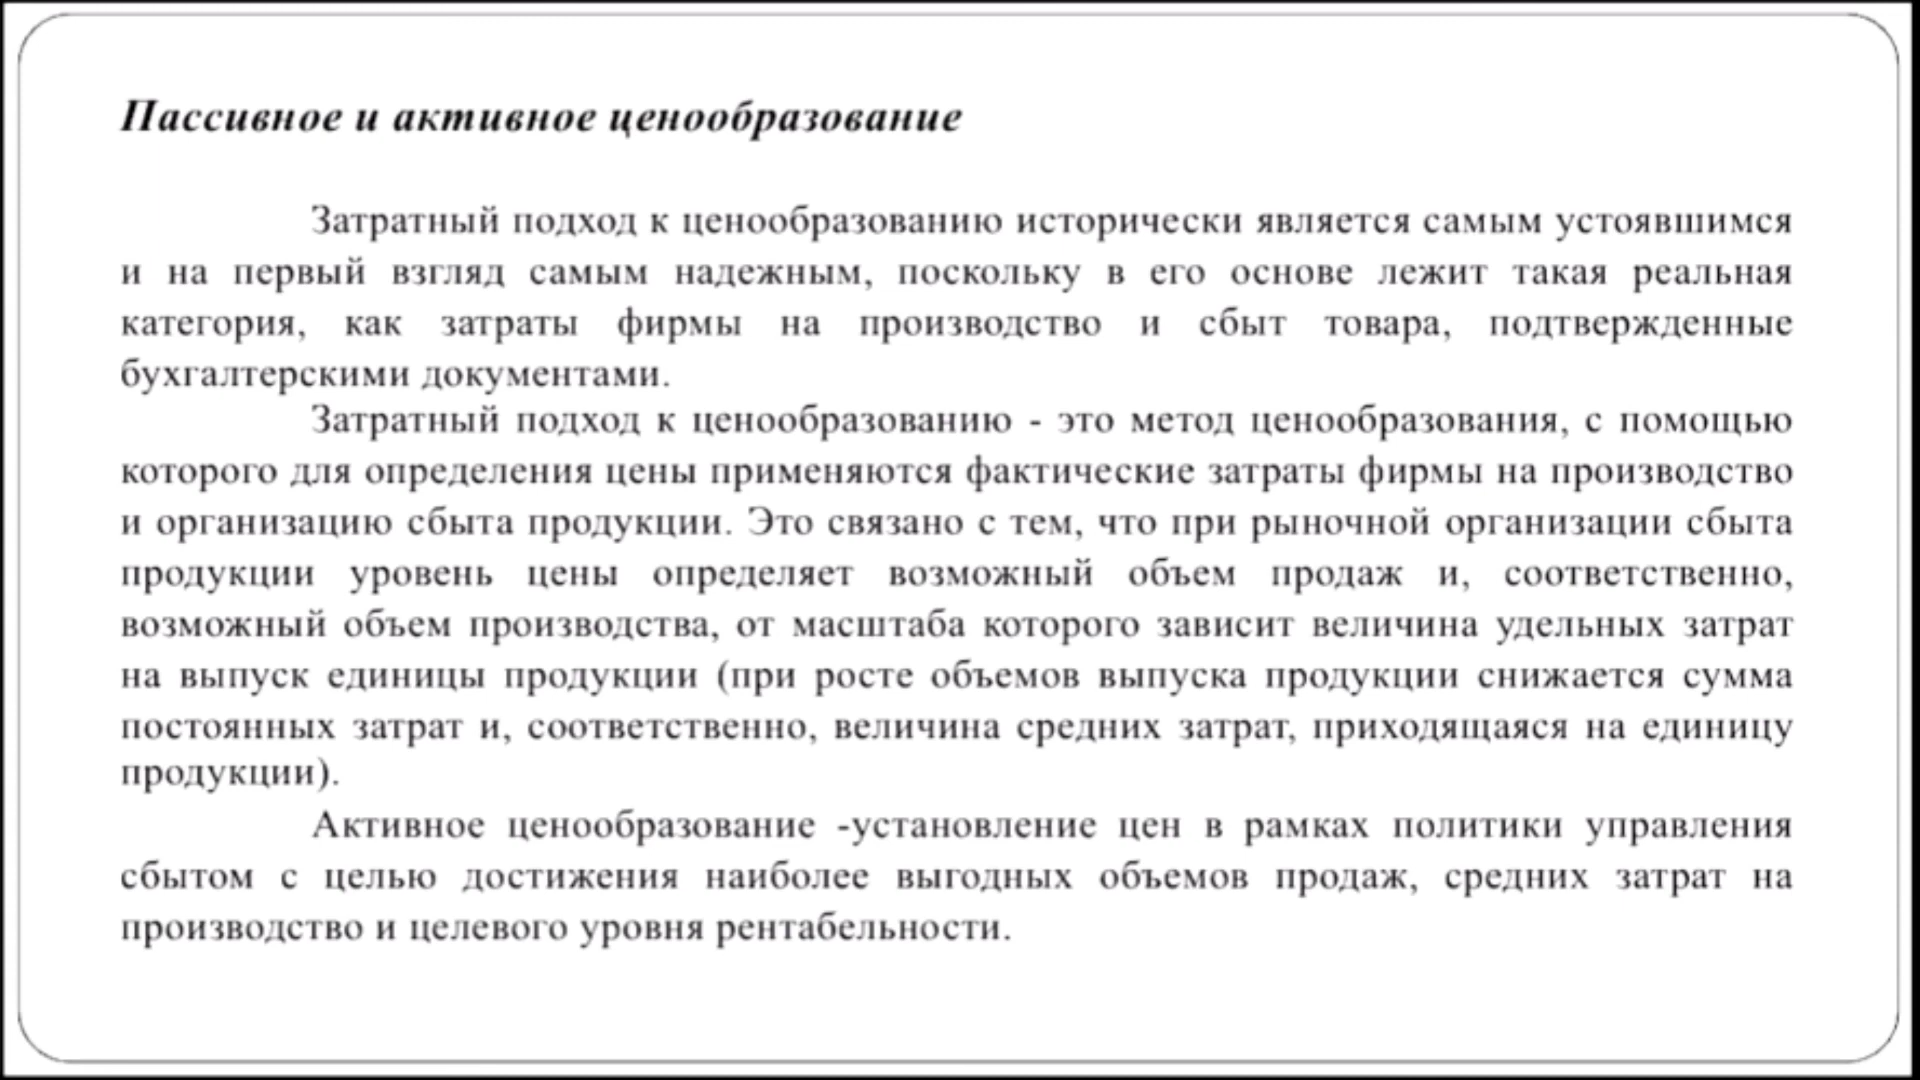 Пассивное и активное ценообразование
Затратный подход к ценообразованию исторически является самым устоявшимся
и на первый взгляд самым надежным, поскольку в его основе лежит такая реальная
категория, как затраты фирмы на производство и сбыт товара, подтвержденные
бухгалтерскими документами.
Затратный подход к ценообразованию - это метод ценообразования, с помощью
которого для определения цены применяются фактические затраты фирмы на производство
и организацию сбыта продукции. Это связано с тем, что при рыночной организации сбыта
продукции уровень цены определяет возможный объем продаж и, соответственно,
возможный объем производства, от масштаба которого зависит величина удельных затрат
на выпуск единицы продукции (при росте объемов выпуска продукции снижается сумма
постоянных затрат и, соответственно, величина средних затрат, приходящаяся на единицу
продукции).
Активное ценообразование -установление цен в рамках политики управления
сбытом с целью достижения наиболее выгодных объемов продаж, средних затрат на
производство и целевого уровня рентабельности.